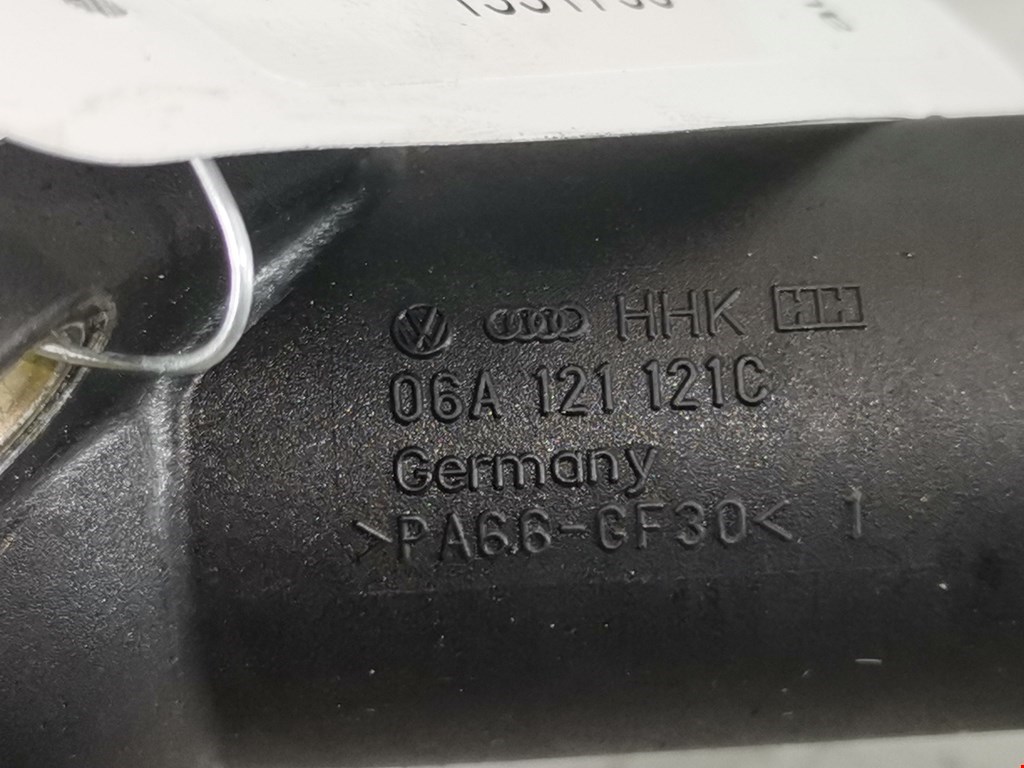 HHK
06A 121 121C
Germany
>PA66-GF30< 1